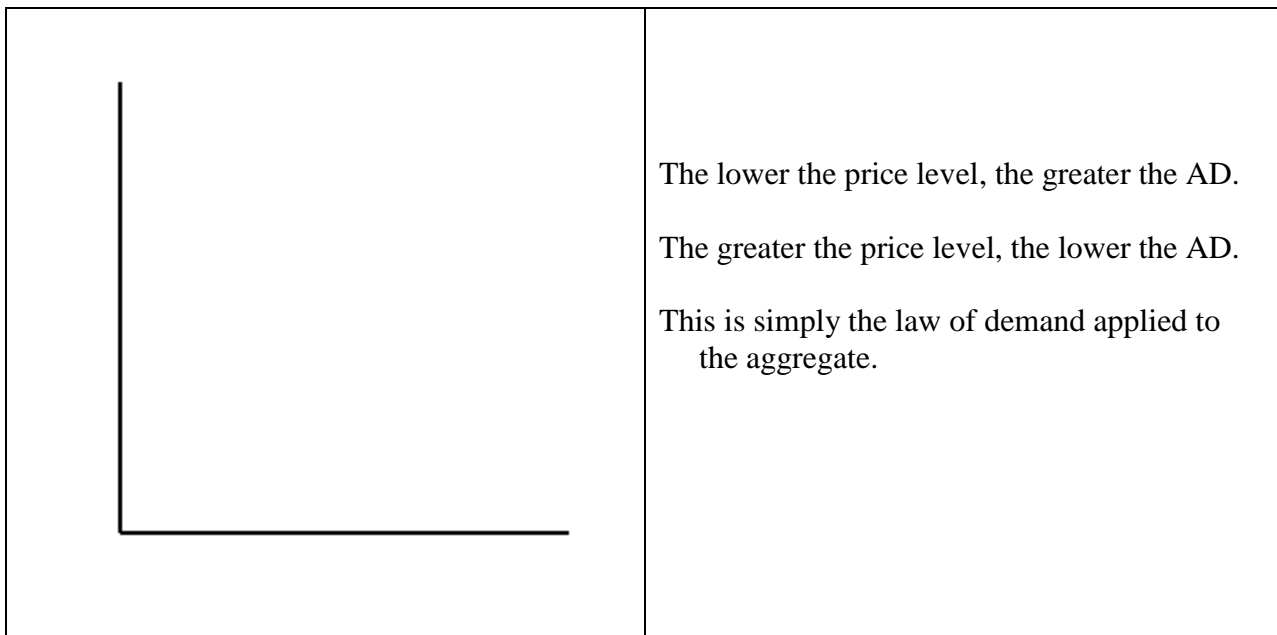 The lower the price level, the greater the AD.
The greater the price level, the lower the AD.
This is simply the law of demand applied to
the aggregate.